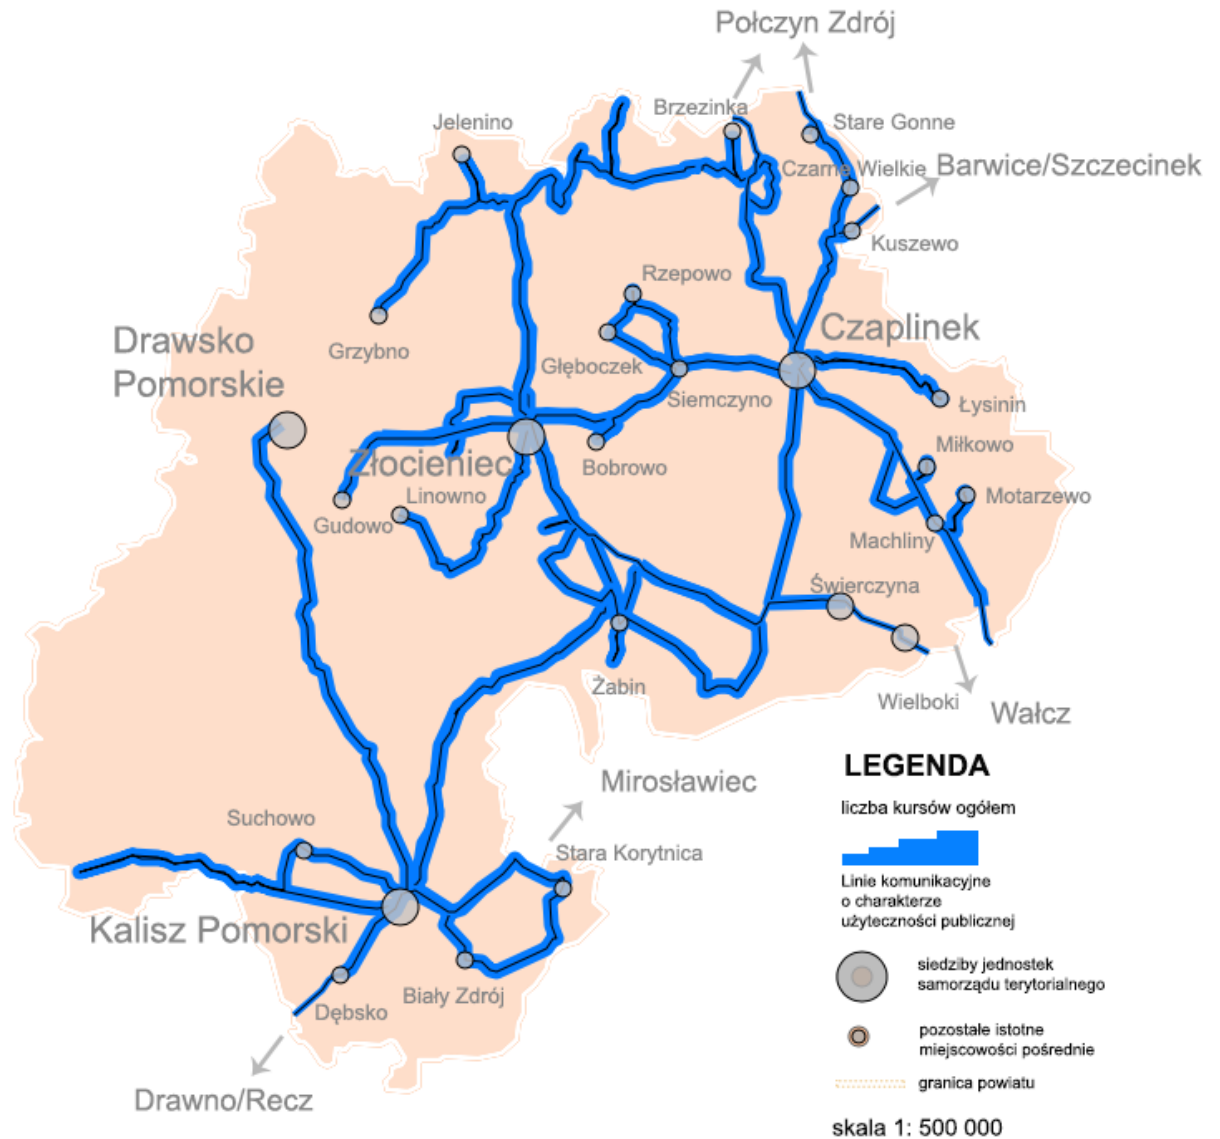 Połczyn Zdrój
Brzezinka
Jelenino
Stare Gonne
Czarne Wielkie
Barwice/Szczecinek
Kuszewo
Rzepowo
Drawsko
Pomorskie
Grzybno
Czaplinek
Głęboczek
Siemczyno
Łysinin
Miłkowo
Złocieniec
Bobrowo
Linowno
Motarzewo
Gudowo
Machliny
Świerczyna
Żabin
Wielboki
Wałcz
LEGENDA
Mirosławiec
liczba kursów ogółem
Suchowo
Stara Korytnica
Linie komunikacyjne
o charakterze
użyteczności publicznej
Kalisz Pomorski
siedziby jednostek
samorządu terytorialnego
Biały Zdrój
Dębsko
pozostałe istotne
miejscowości pośrednie
granica powiatu
Drawno/Recz
skala 1: 500 000